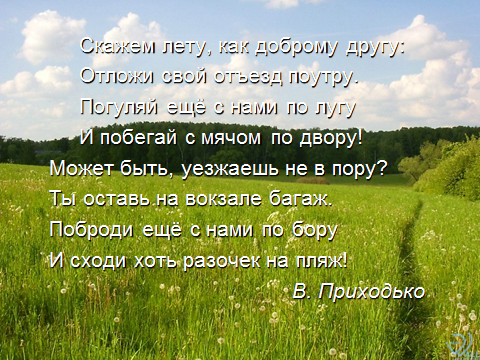 Скажем лету, как доброму другу:
Отложи свой отъезд поутру.
Погуляй ещё с нами по лугу
И побегай с мячом по двору!
Может быть, уезжаешь не в пору?
Ты оставь на вокзале багаж.
Поброди ещё с нами по бору
И сходи хоть разочек на пляж!
В. Приходько